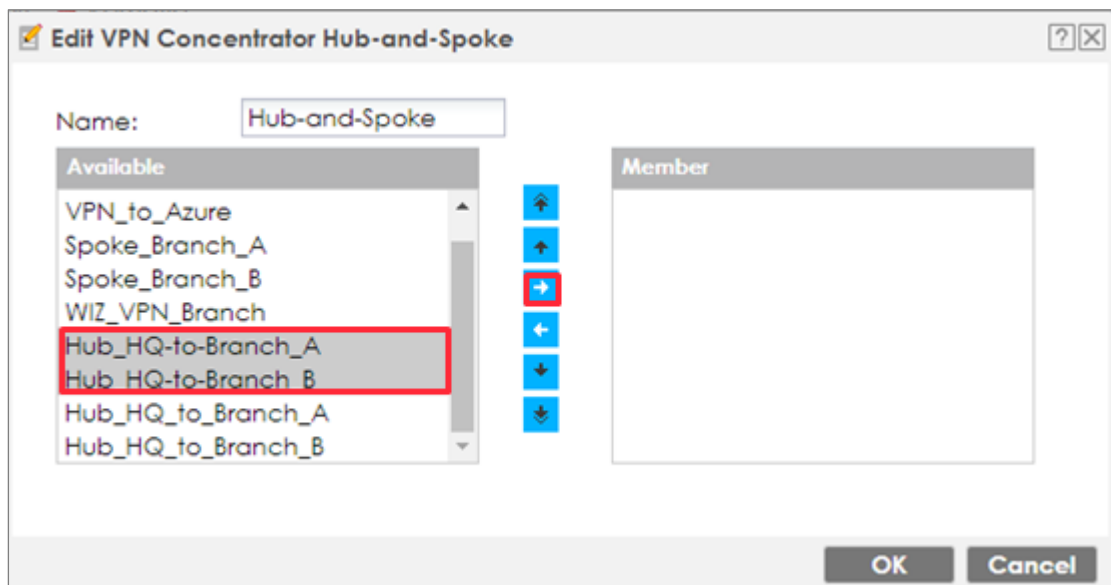 Edit VPN Concentrator Hub-and-Spoke
?
Name: Hub-and-Spoke
Available
Member
VPN_to_Azure
Spoke_Branch_A
Spoke_Branch_B
WIZ_VPN_Branch
Hub_HQ-to-Branch_A
Hub_HQ-to-Branch_B
Hub_HQ_to_Branch_A
Hub_HQ_to_Branch_B
OK Cancel